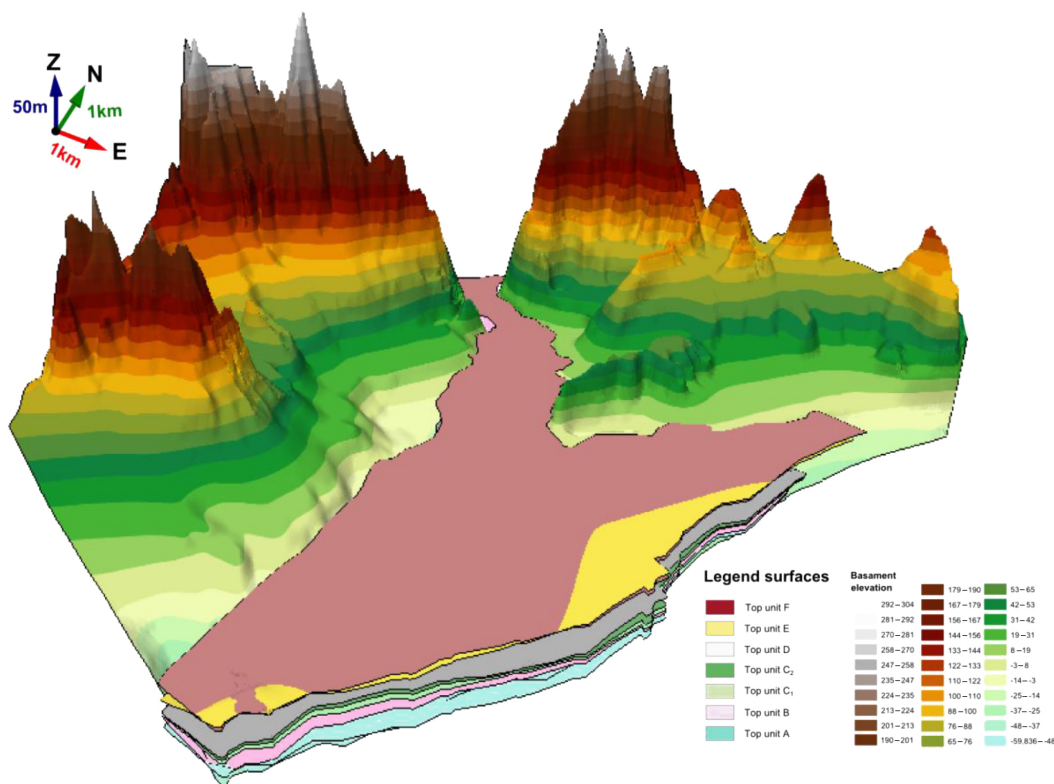 Z
N
50m
1km
E
1km
Legend surfaces
Top unit F
Top unit E
Top unit D
Top unit C₂
Top unit C₁
Top unit B
Top unit A
Basament
elevation
292–304
281–292
270–281
258–270
247–258
235–247
224–235
213–224
201–213
190–201
179–190
167–179
156–167
144–156
133–144
122–133
110–122
100–110
88–100
76–88
65–76
53–65
42–53
31–42
19–31
8–19
-3–8
-14–-3
-25–-14
-37–-25
-48–-37
-59,836–-48